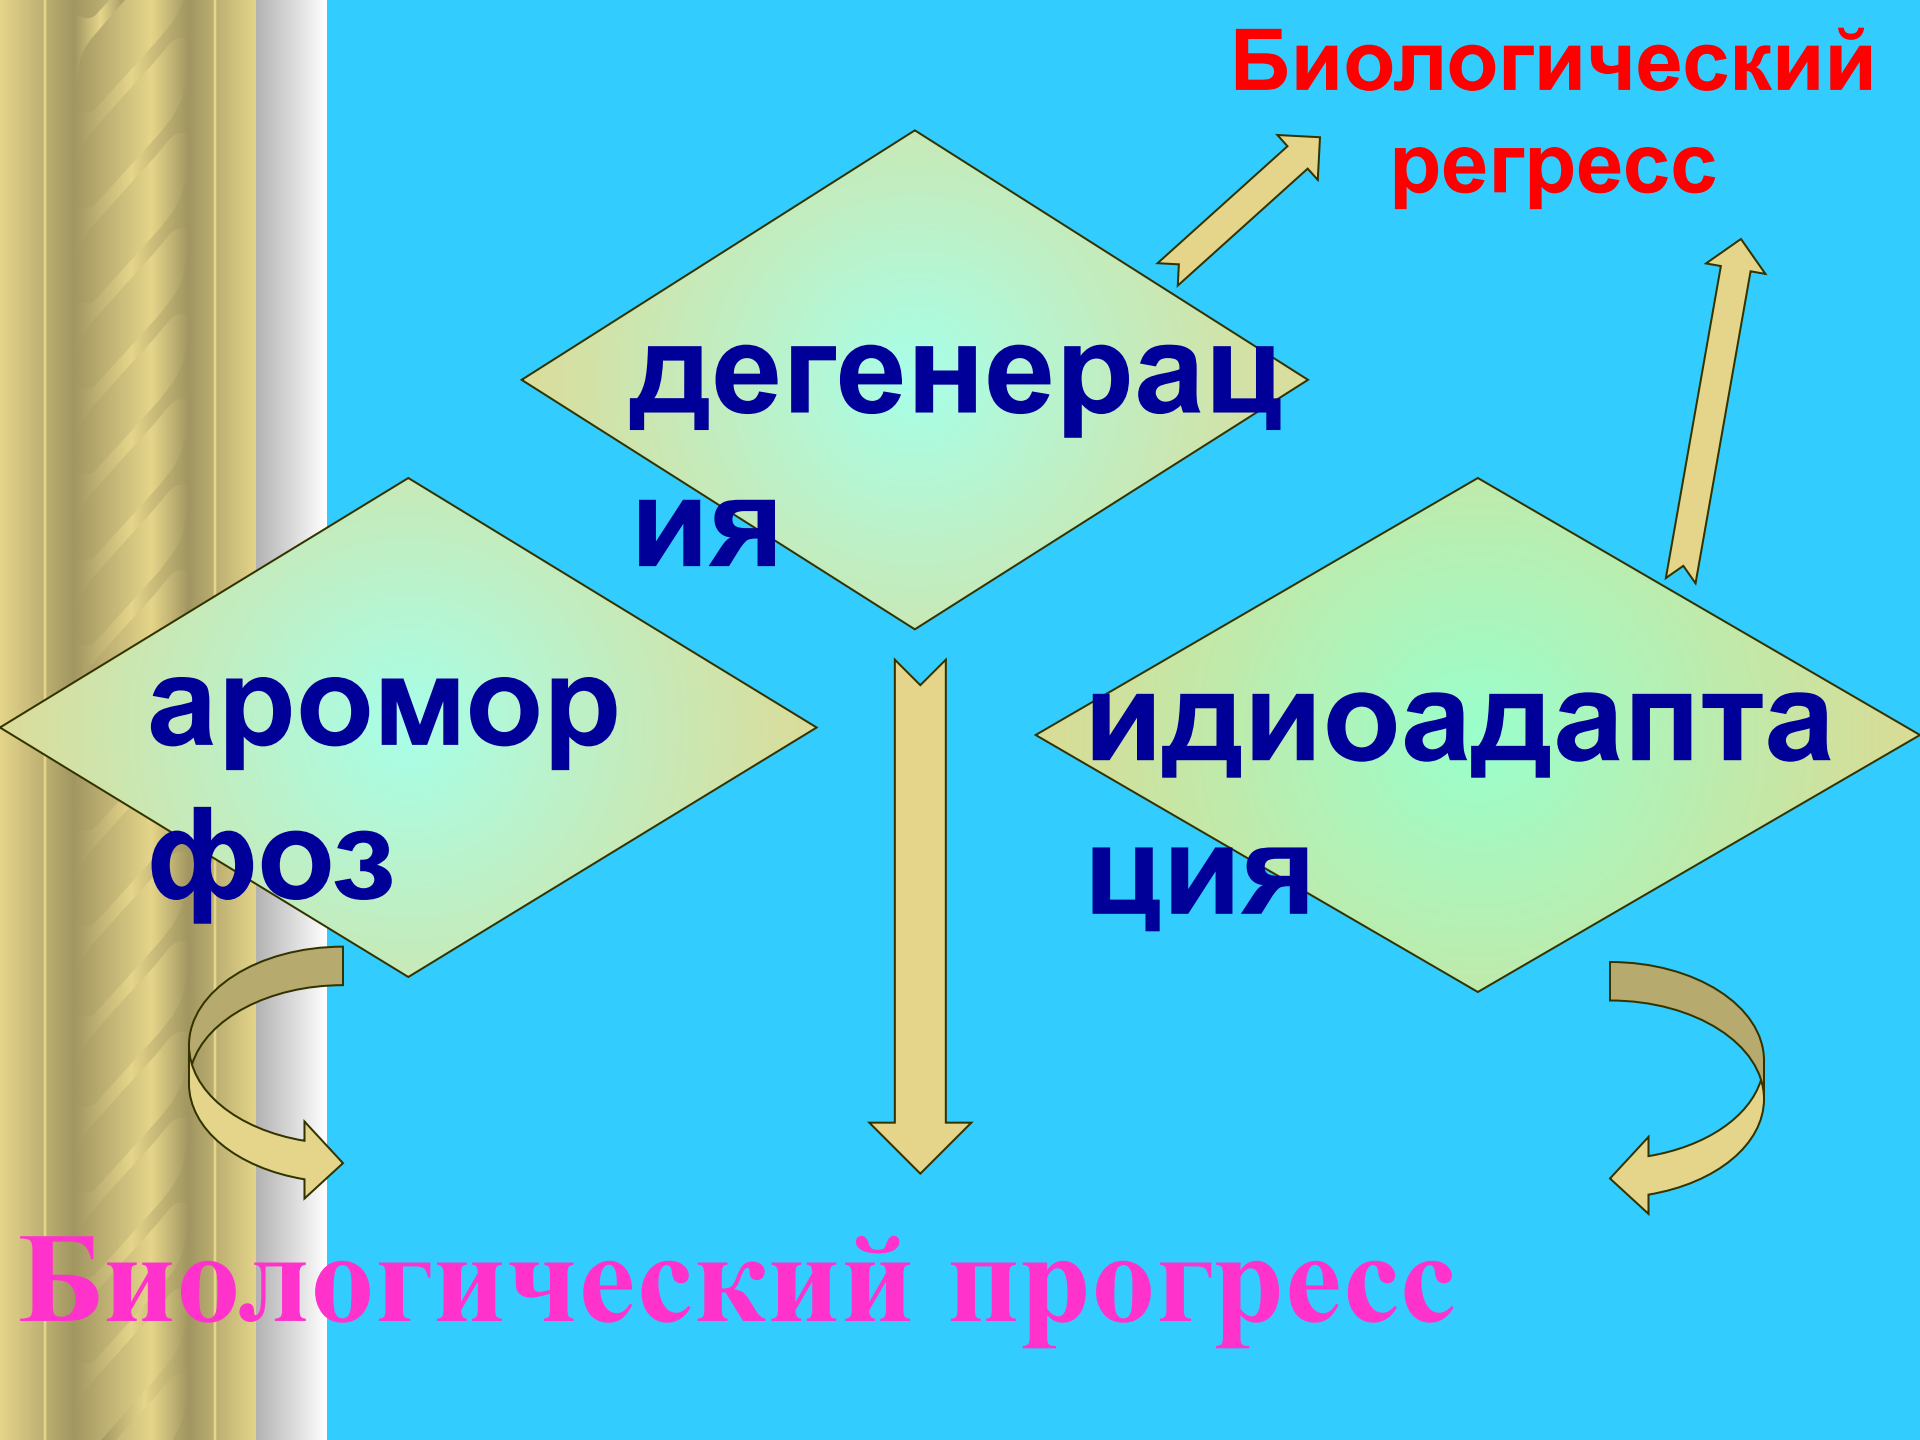 Биологический
регресс
дегенерац
ия
аромор
фоз
идиоадапта
ция
Биологический прогресс